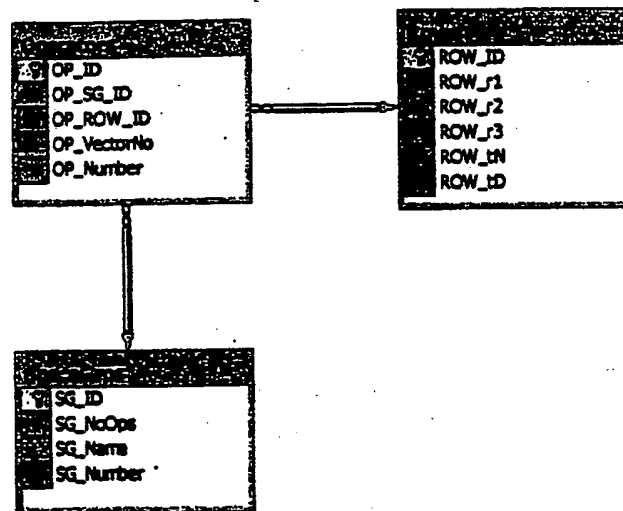 OP_ID
OP_SG_ID
OP_ROW_ID
OP_VectorNo
OP_Number
ROW_ID
ROW_r1
ROW_r2
ROW_r3
ROW_tN
ROW_tD
SG_ID
SG_NoOps
SG_Name
SG_Number